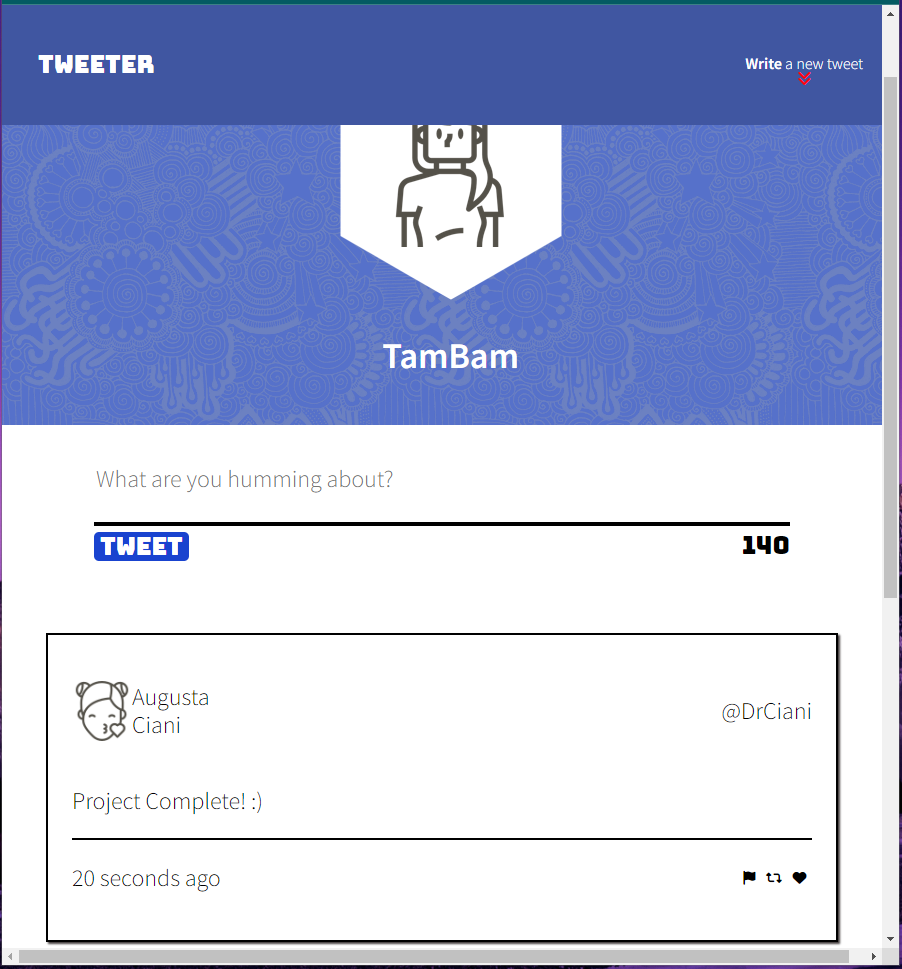 TWEETER
Write a new tweet
TamBam
What are you humming about?
TWEET
140
Augusta
Ciani
@DrCiani
Project Complete! :)
20 seconds ago